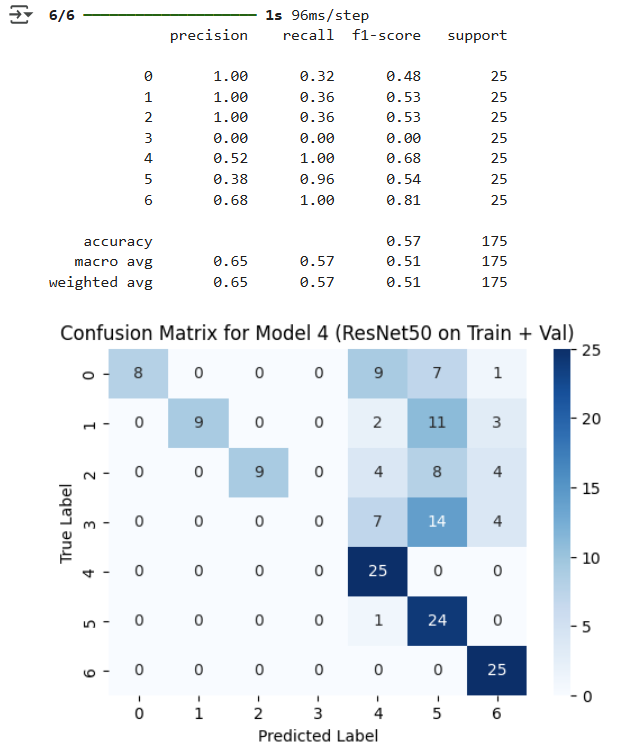 6/6 ━━━━━━━━━━━━━━━━━━━━ 1s 96ms/step
precision recall f1-score support
0 1.00 0.32 0.48 25
1 1.00 0.36 0.53 25
2 1.00 0.36 0.53 25
3 0.00 0.00 0.00 25
4 0.52 1.00 0.68 25
5 0.38 0.96 0.54 25
6 0.68 1.00 0.81 25
accuracy 0.57 175
macro avg 0.65 0.57 0.51 175
weighted avg 0.65 0.57 0.51 175
Confusion Matrix for Model 4 (ResNet50 on Train + Val)
True Label
0 8 0 0 0 9 7 1
1 0 9 0 0 2 11 3
2 0 0 9 0 4 8 4
3 0 0 0 0 7 14 4
4 0 0 0 0 25 0 0
5 0 0 0 0 1 24 0
6 0 0 0 0 0 0 25
0 1 2 3 4 5 6
Predicted Label
25
20
15
10
5
0